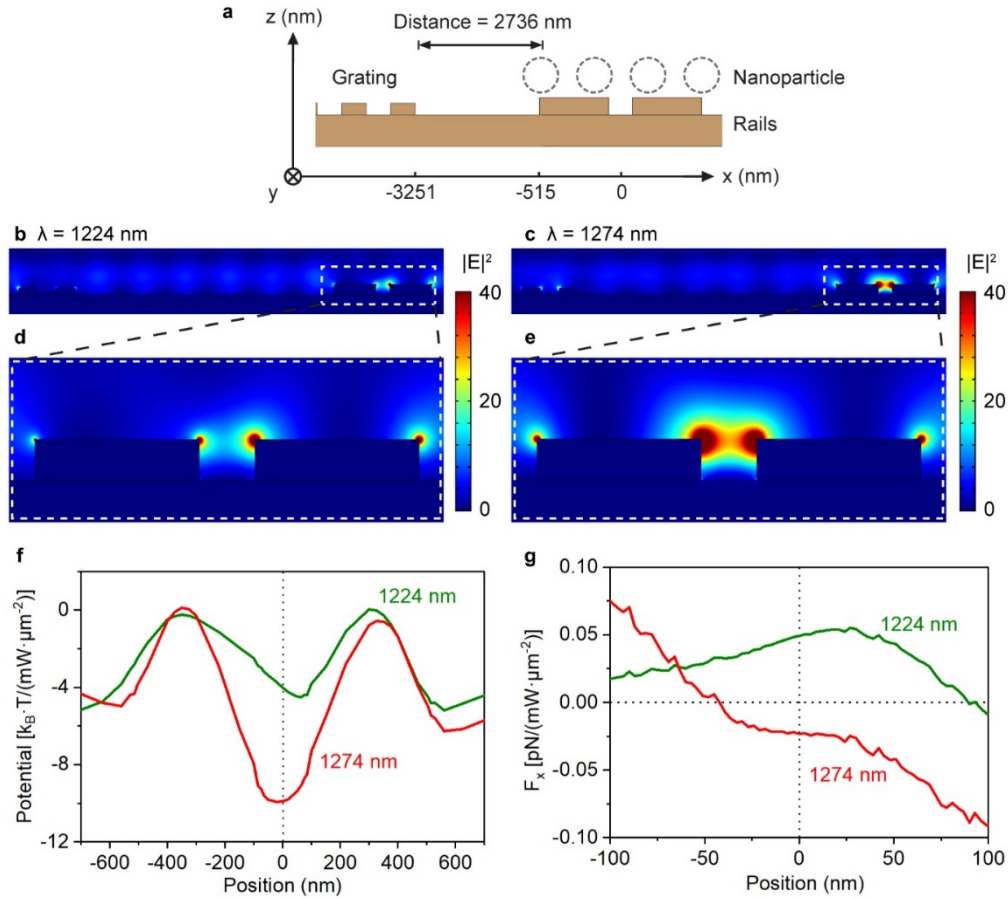 a
z (nm)
Distance = 2736 nm
Grating
Nanoparticle
Rails
y
-3251
-515
0
x (nm)
b λ = 1224 nm
|E|²
40
20
0
c λ = 1274 nm
|E|²
40
20
0
d
e
f
Potential [k_B·T/(mW·μm⁻²)]
0
-4
-8
-12
1224 nm
1274 nm
-600 -400 -200 0 200 400 600
Position (nm)
g
F_x [pN/(mW·μm⁻²)]
0.10
0.05
0.00
-0.05
-0.10
1224 nm
1274 nm
-100 -50 0 50 100
Position (nm)